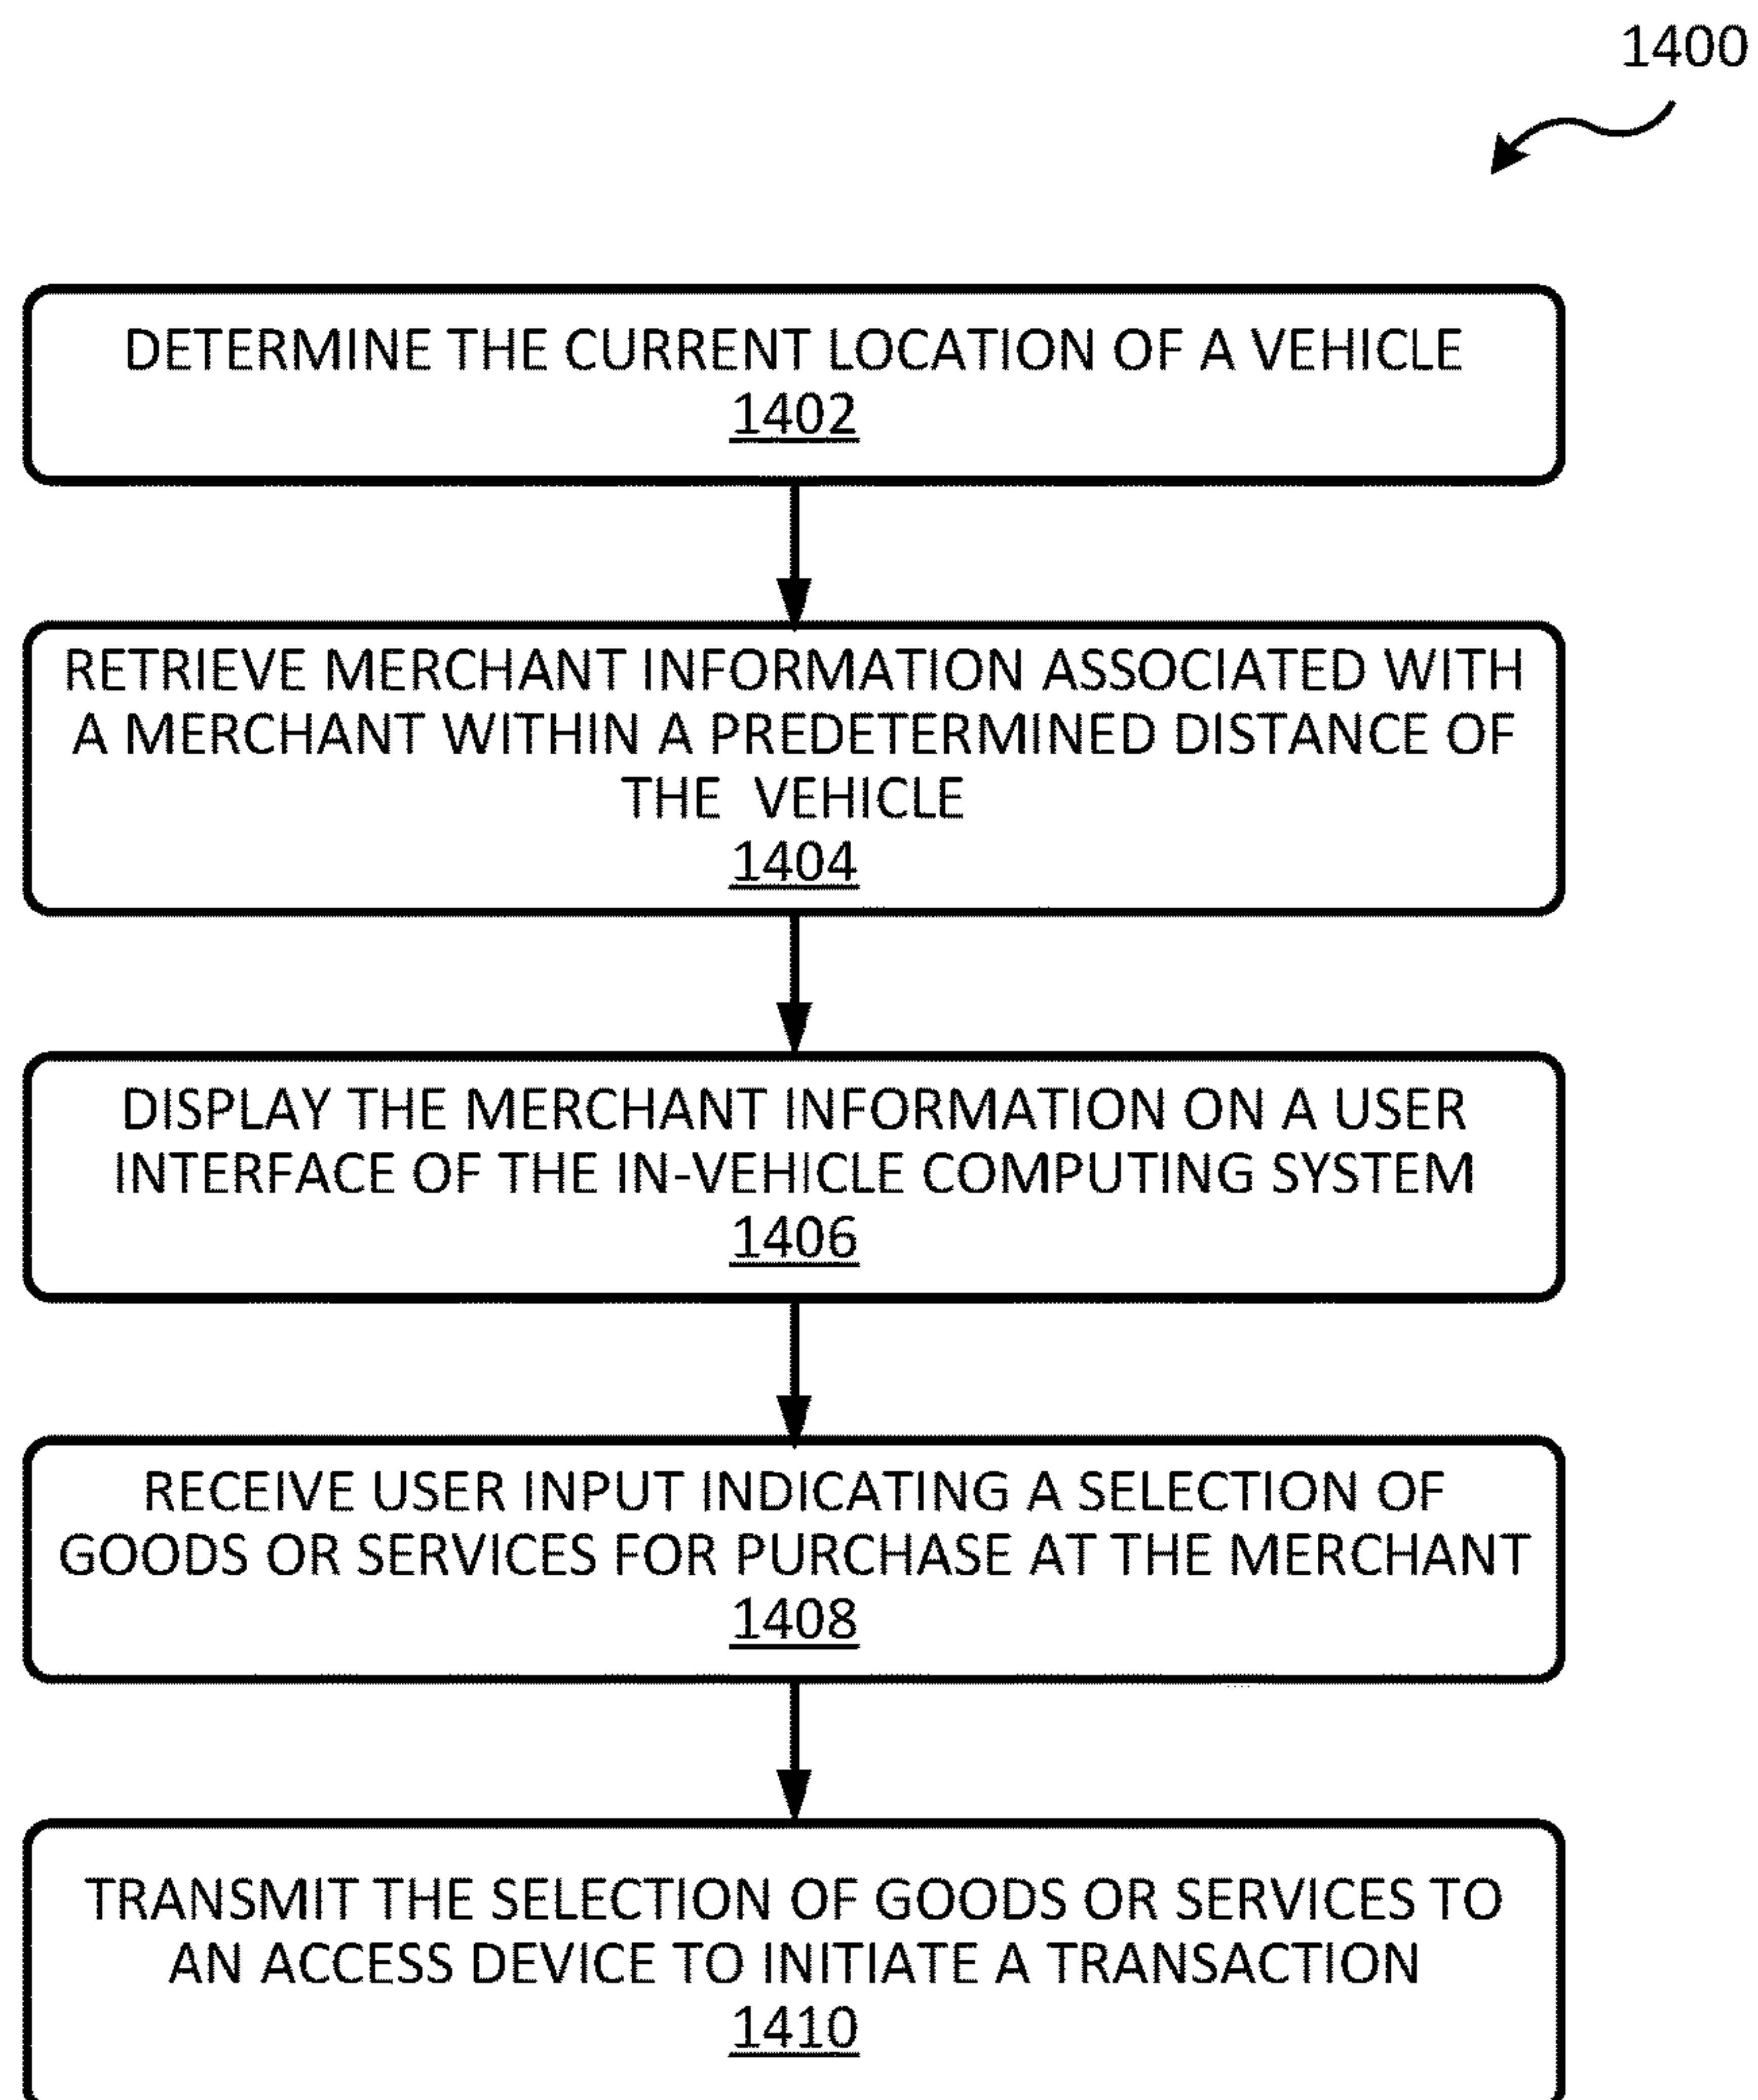 1400
DETERMINE THE CURRENT LOCATION OF A VEHICLE
1402
RETRIEVE MERCHANT INFORMATION ASSOCIATED WITH
A MERCHANT WITHIN A PREDETERMINED DISTANCE OF
THE VEHICLE
1404
DISPLAY THE MERCHANT INFORMATION ON A USER
INTERFACE OF THE IN-VEHICLE COMPUTING SYSTEM
1406
RECEIVE USER INPUT INDICATING A SELECTION OF
GOODS OR SERVICES FOR PURCHASE AT THE MERCHANT
1408
TRANSMIT THE SELECTION OF GOODS OR SERVICES TO
AN ACCESS DEVICE TO INITIATE A TRANSACTION
1410